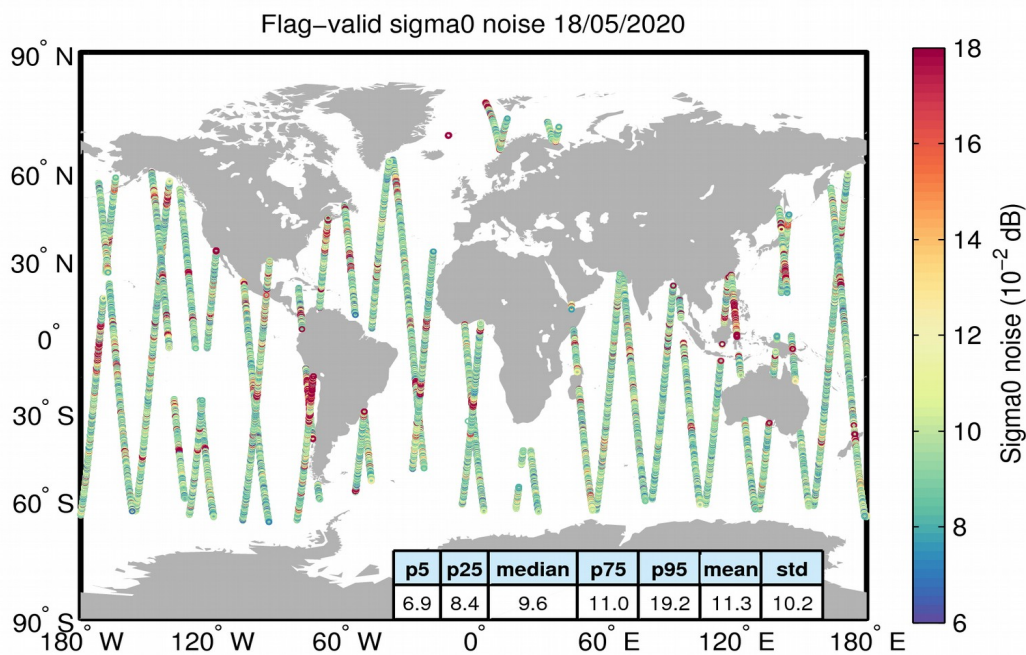 Flag−valid sigma0 noise 18/05/2020
90° N
60° N
30° N
0°
30° S
60° S
90° S
180° W
120° W
60° W
0°
60° E
120° E
180° E
p5 p25 median p75 p95 mean std
6.9 8.4 9.6 11.0 19.2 11.3 10.2
18
16
14
12
10
8
6
Sigma0 noise (10⁻² dB)